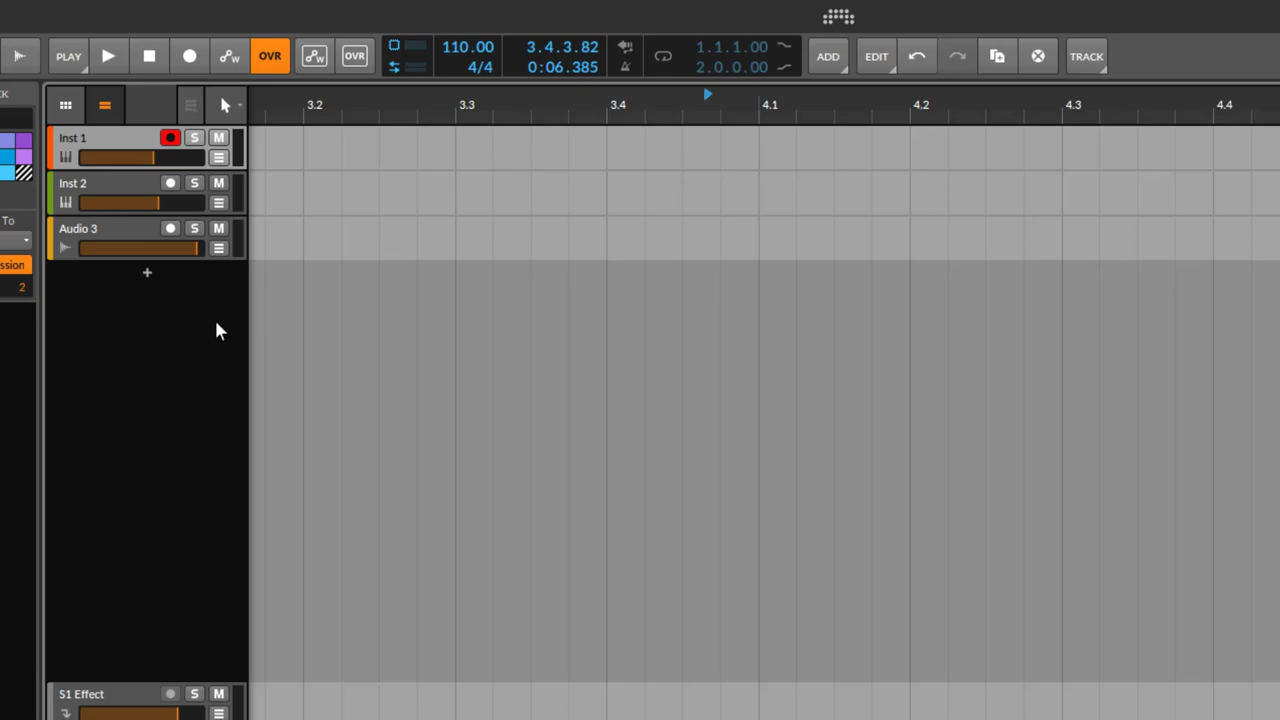 PLAY
OVR
OVR
110.00
4/4
3.4.3.82
0:06.385
1.1.1.00
2.0.0.00
ADD
EDIT
TRACK
CK
3.2
3.3
3.4
4.1
4.2
4.3
4.4
Inst 1
S
M
Inst 2
S
M
To
Audio 3
S
M
ssion
2
S1 Effect
S
M